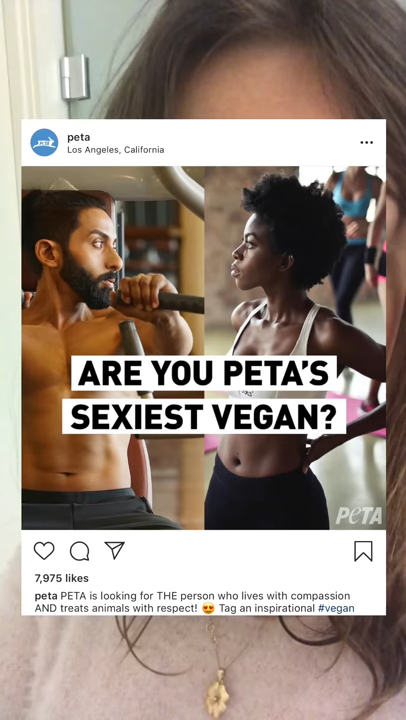 peta
Los Angeles, California
ARE YOU PETA'S
SEXIEST VEGAN?
PETA
7,975 likes
peta PETA is looking for THE person who lives with compassion
AND treats animals with respect! 😍 Tag an inspirational #vegan